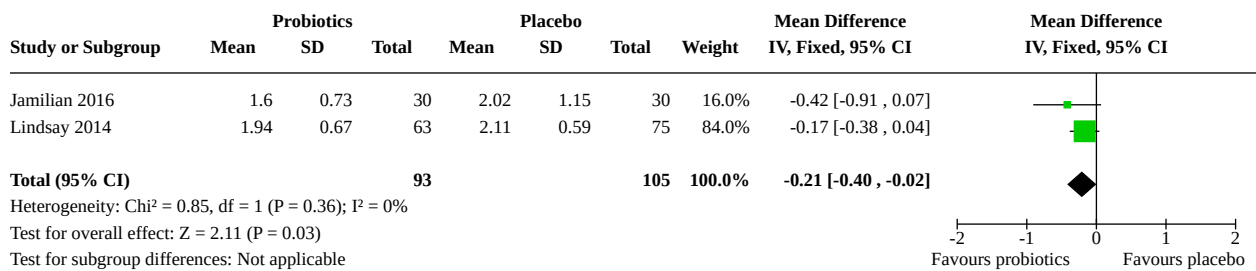 Probiotics Placebo Mean Difference Mean Difference
Study or Subgroup Mean SD Total Mean SD Total Weight IV, Fixed, 95% CI IV, Fixed, 95% CI
Jamilian 2016 1.6 0.73 30 2.02 1.15 30 16.0% -0.42 [-0.91 , 0.07]
Lindsay 2014 1.94 0.67 63 2.11 0.59 75 84.0% -0.17 [-0.38 , 0.04]
Total (95% CI) 93 105 100.0% -0.21 [-0.40 , -0.02]
Heterogeneity: Chi² = 0.85, df = 1 (P = 0.36); I² = 0%
Test for overall effect: Z = 2.11 (P = 0.03)
-2 -1 0 1 2
Test for subgroup differences: Not applicable Favours probiotics Favours placebo